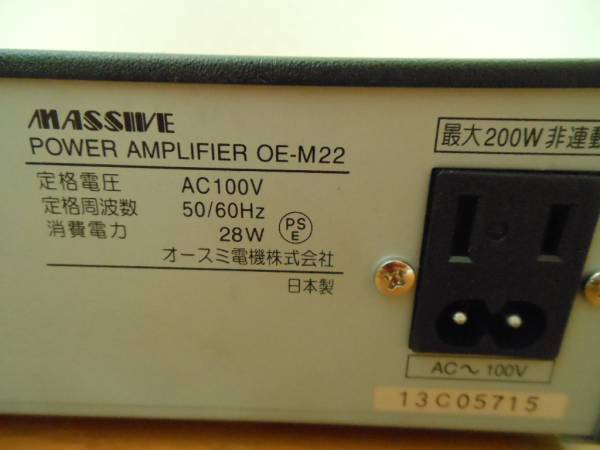 MASSIIVE
POWER AMPLIFIER OE-M22
定格電圧 AC100V
定格周波数 50/60Hz
消費電力 28W PSE
オースミ電機株式会社
日本製
最大200W非連動
AC〜100V
13C05715